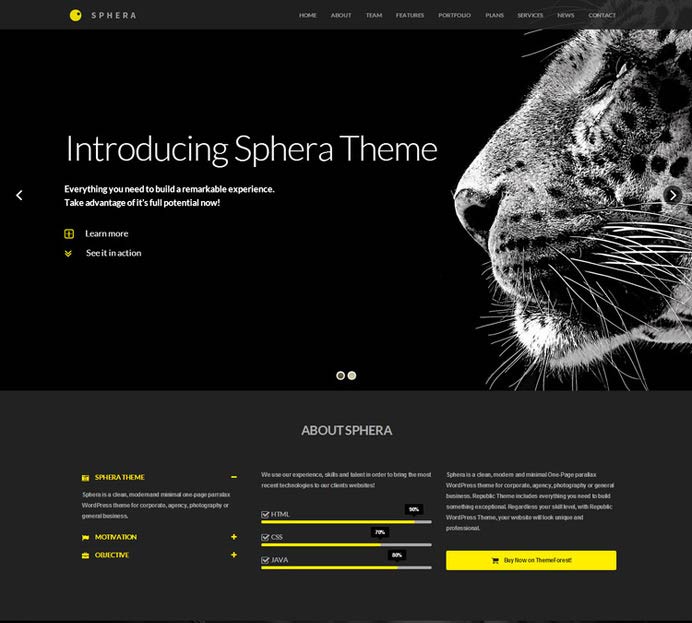 SPHERA
HOME ABOUT TEAM FEATURES PORTFOLIO PLANS SERVICES NEWS CONTACT
Introducing Sphera Theme
Everything you need to build a remarkable experience.
Take advantage of it's full potential now!
Learn more
See it in action
ABOUT SPHERA
SPHERA THEME
Sphera is a clean, modern and minimal one-page parralax
WordPress theme for corporate, agency, photography or
general business.
MOTIVATION
OBJECTIVE
We use our experience, skills and talent in order to bring the most
recent technologies to our clients websites!
90%
HTML
70%
CSS
80%
JAVA
Sphera is a clean, modern and minimal One-Page parallax
WordPress theme for corporate, agency, photography or general
business. Republic Theme includes everything you need to build
something exceptional. Regardless your skill level, with Republic
WordPress Theme, your website will look unique and
professional.
Buy Now on ThemeForest!